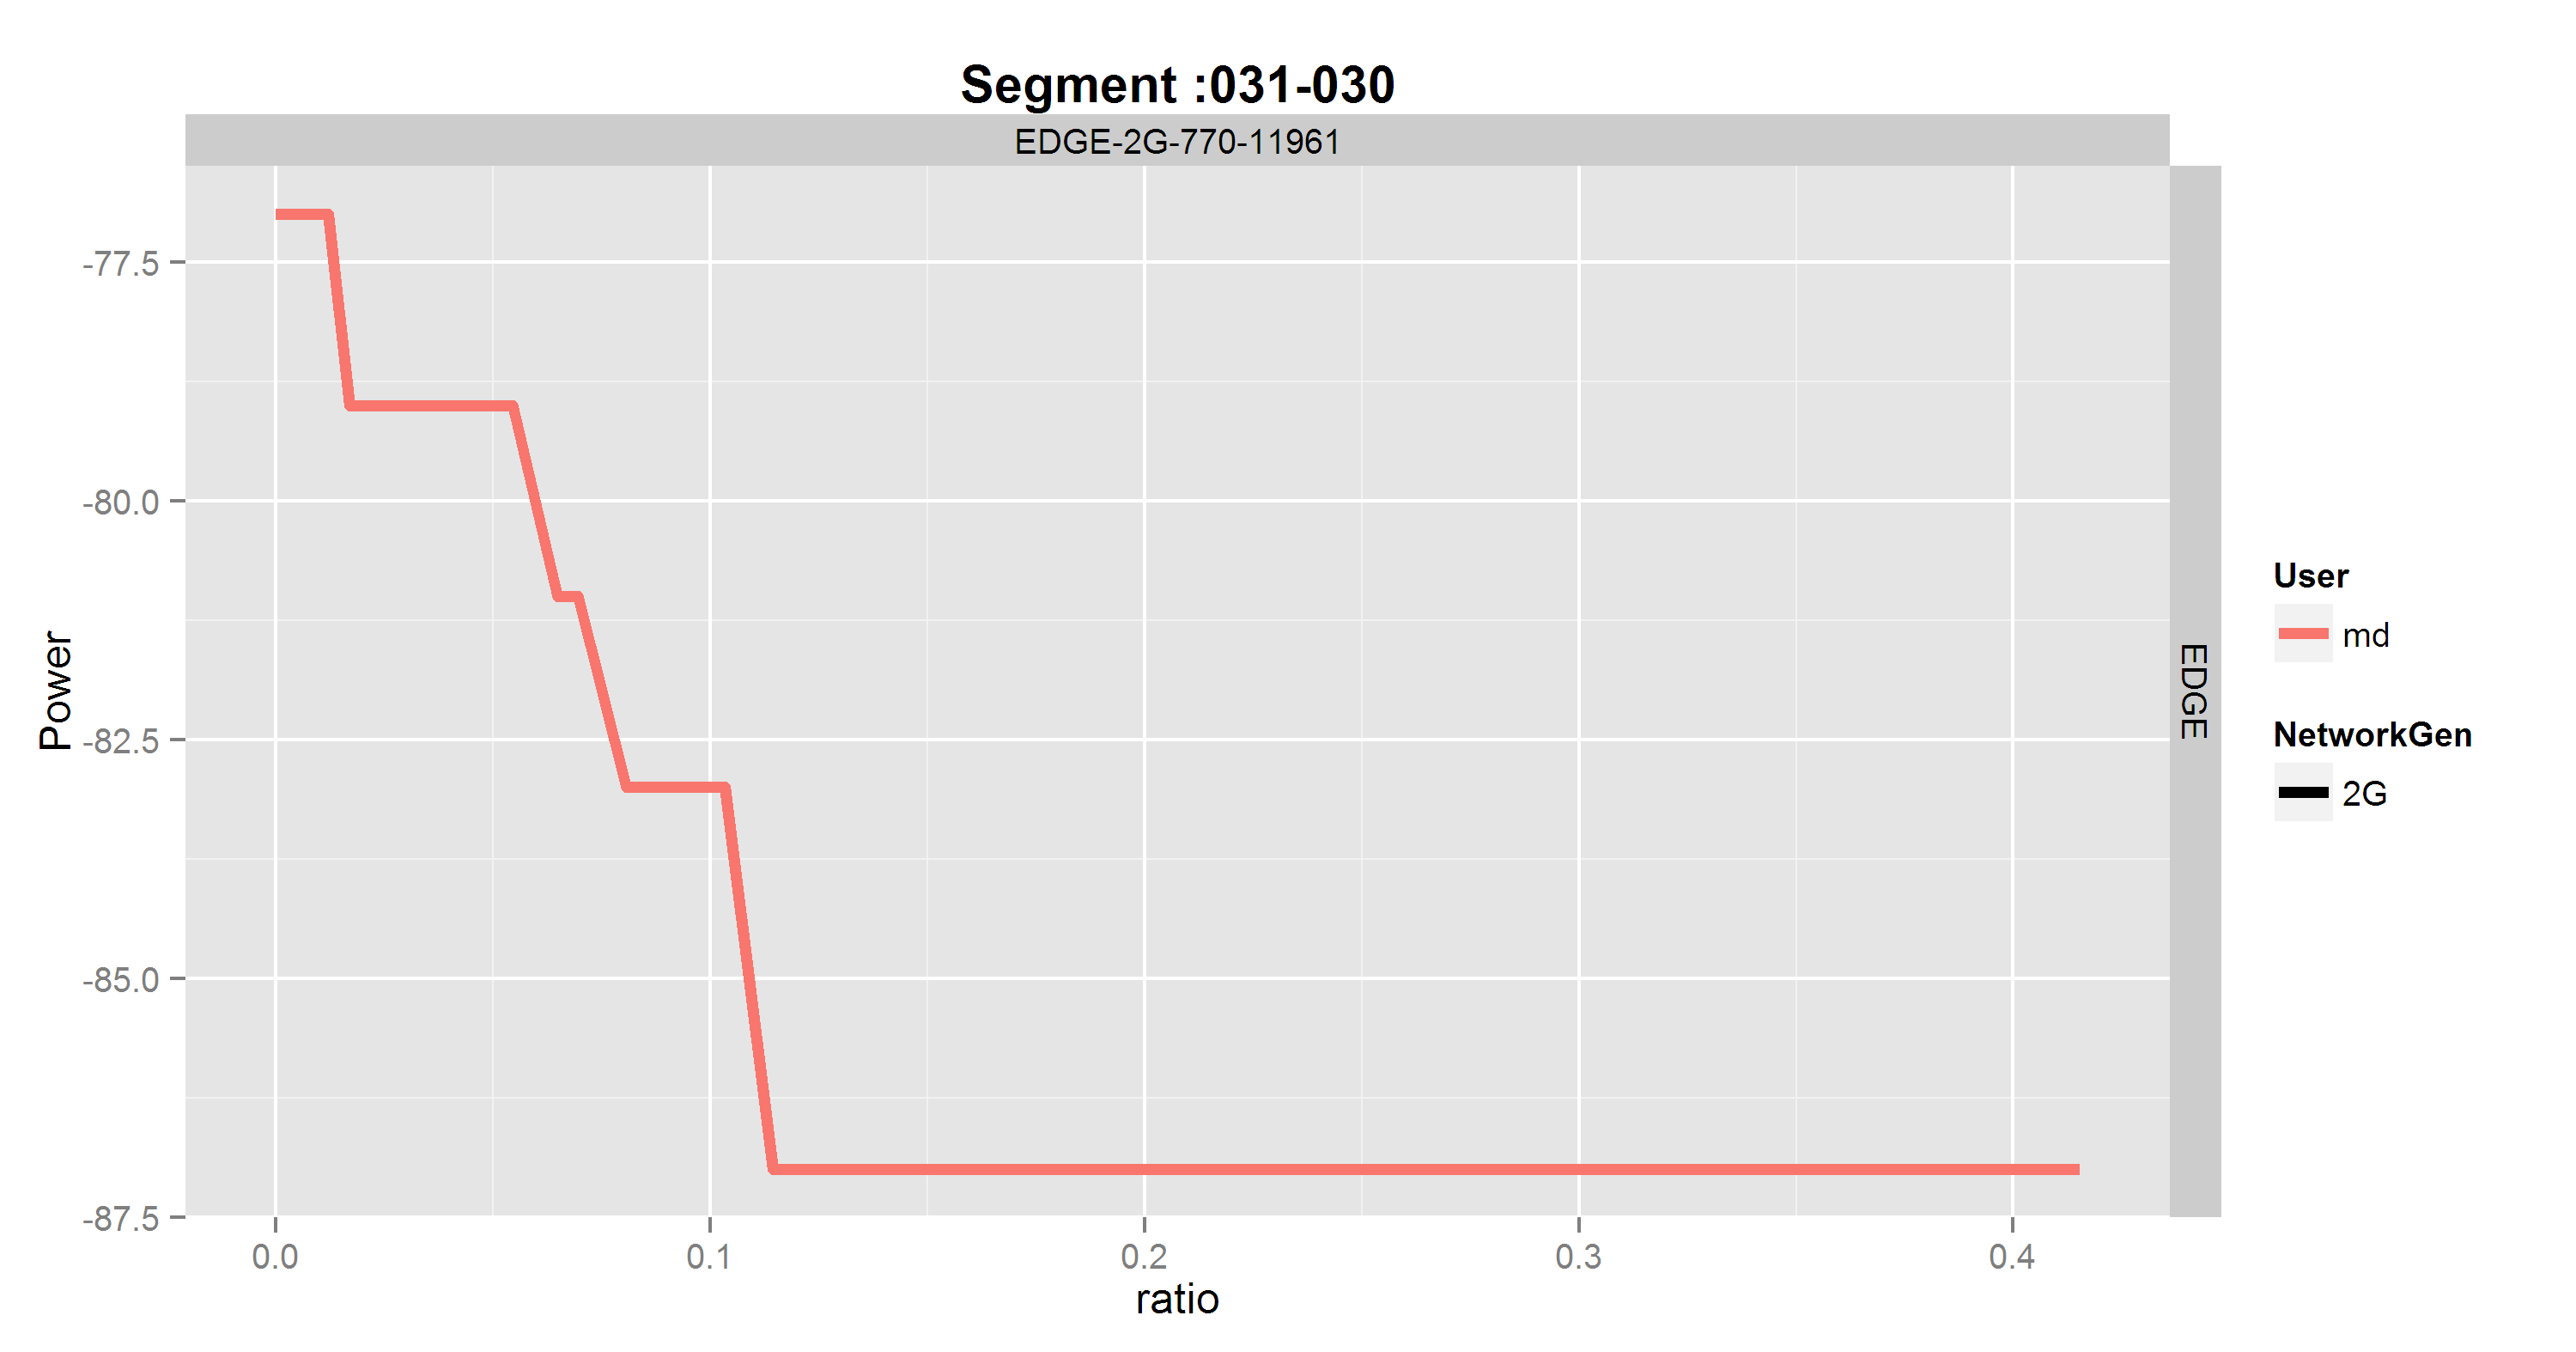 Segment :031-030
EDGE-2G-770-11961
Power
-77.5
-80.0
-82.5
-85.0
-87.5
EDGE
0.0 0.1 0.2 0.3 0.4
ratio
User
md
NetworkGen
2G